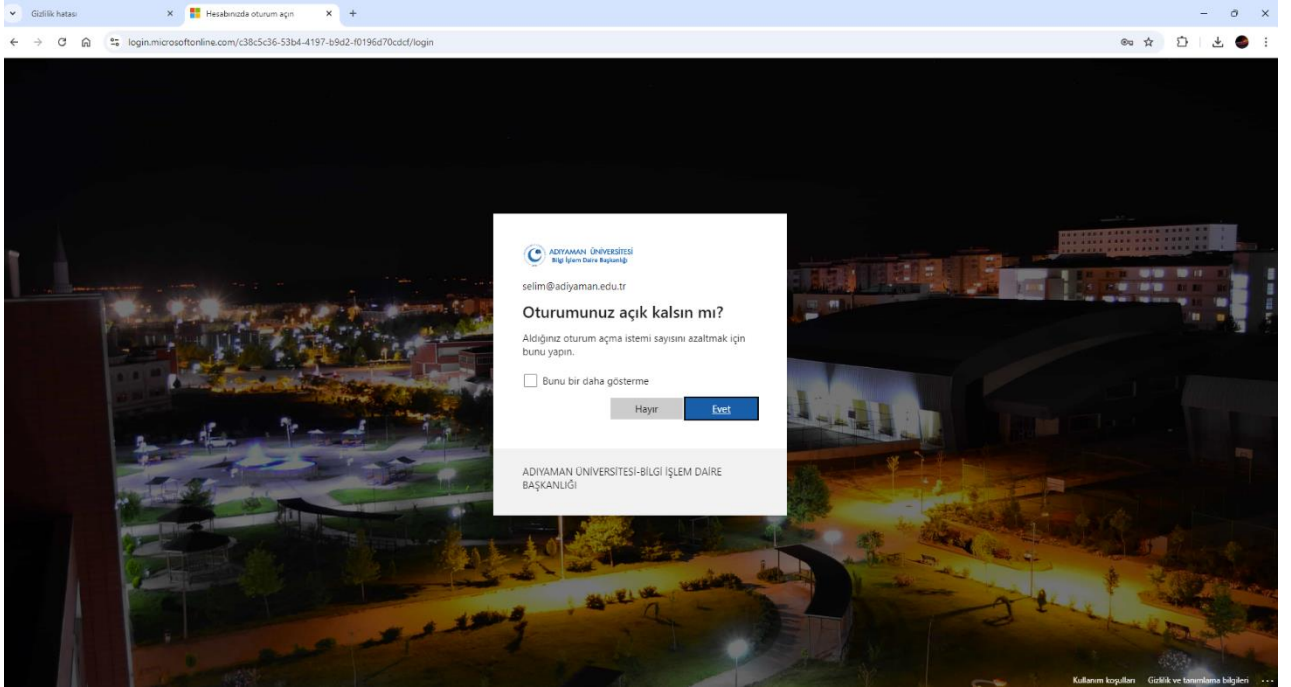 Gizlilik hatası
Hesabınızda oturum açın
login.microsoftonline.com/c38c5c36-53b4-4197-b9d2-f0196d70cdcf/login
ADIYAMAN ÜNİVERSİTESİ
Bilgi İşlem Daire Başkanlığı
selim@adiyaman.edu.tr
Oturumunuz açık kalsın mı?
Aldığınız oturum açma istemi sayısını azaltmak için
bunu yapın.
Bunu bir daha gösterme
Hayır
Evet
ADIYAMAN ÜNİVERSİTESİ-BİLGİ İŞLEM DAİRE
BAŞKANLIĞI
Kullanım koşulları Gizlilik ve tanımlama bilgileri ...